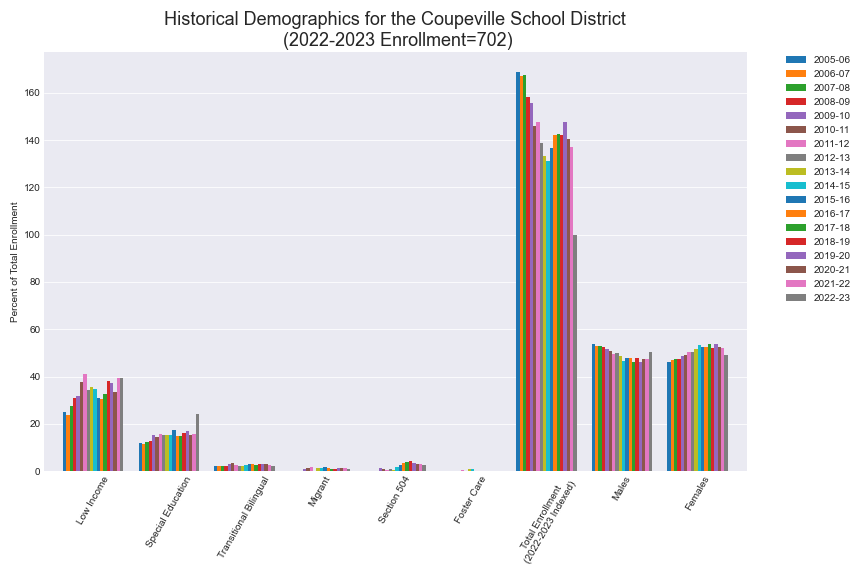 Historical Demographics for the Coupeville School District
(2022-2023 Enrollment=702)
Percent of Total Enrollment
160
140
120
100
80
60
40
20
0
Low Income
Special Education
Transitional Bilingual
Migrant
Section 504
Foster Care
Total Enrollment
(2022-2023 Indexed)
Males
Females
2005-06
2006-07
2007-08
2008-09
2009-10
2010-11
2011-12
2012-13
2013-14
2014-15
2015-16
2016-17
2017-18
2018-19
2019-20
2020-21
2021-22
2022-23